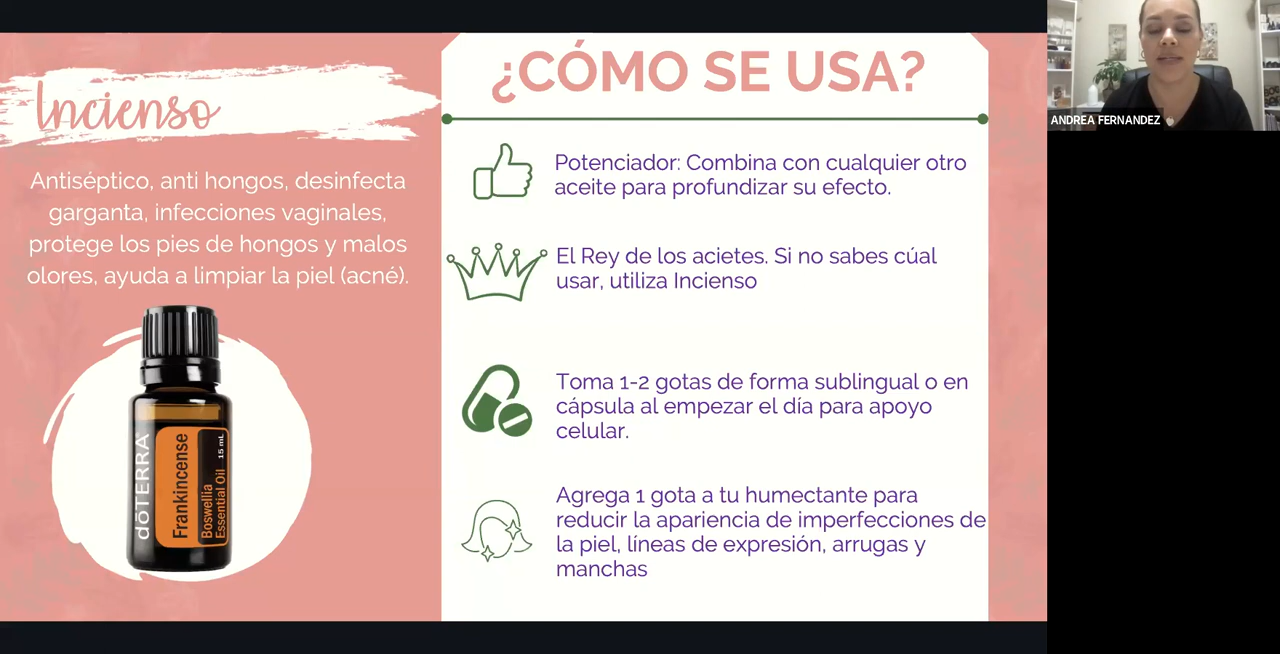 Incienso
Antiséptico, anti hongos, desinfecta
garganta, infecciones vaginales,
protege los pies de hongos y malos
olores, ayuda a limpiar la piel (acné).
dōTERRA
Frankincense
Boswellia
Essential Oil 15 mL
¿CÓMO SE USA?
Potenciador: Combina con cualquier otro
aceite para profundizar su efecto.
El Rey de los acietes. Si no sabes cúal
usar, utiliza Incienso
Toma 1-2 gotas de forma sublingual o en
cápsula al empezar el día para apoyo
celular.
Agrega 1 gota a tu humectante para
reducir la apariencia de imperfecciones de
la piel, líneas de expresión, arrugas y
manchas
ANDREA FERNANDEZ